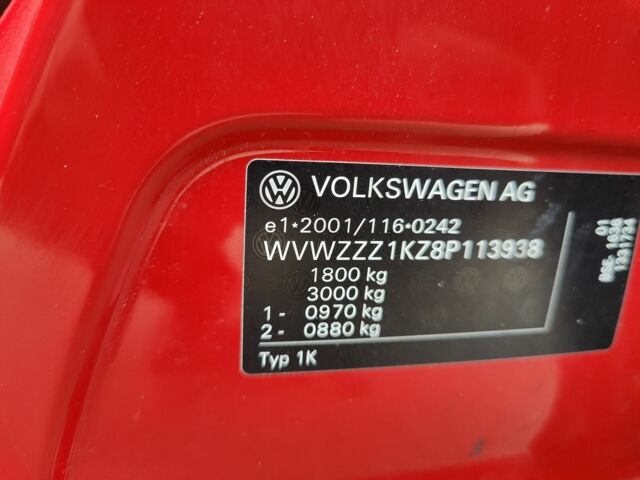 VOLKSWAGEN AG
e1*2001/116*0242
WVWZZZ1KZ8P113938
1800 kg
3000 kg
1 - 0970 kg
2 - 0880 kg
Typ 1K
01